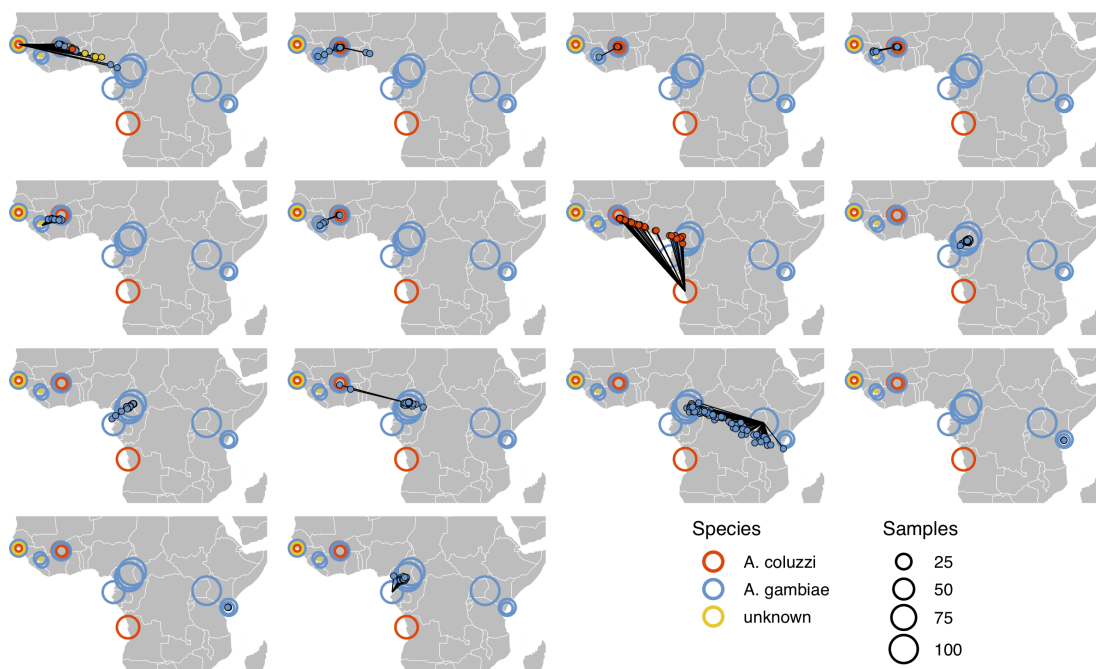 Species
A. coluzzi
A. gambiae
unknown
Samples
25
50
75
100